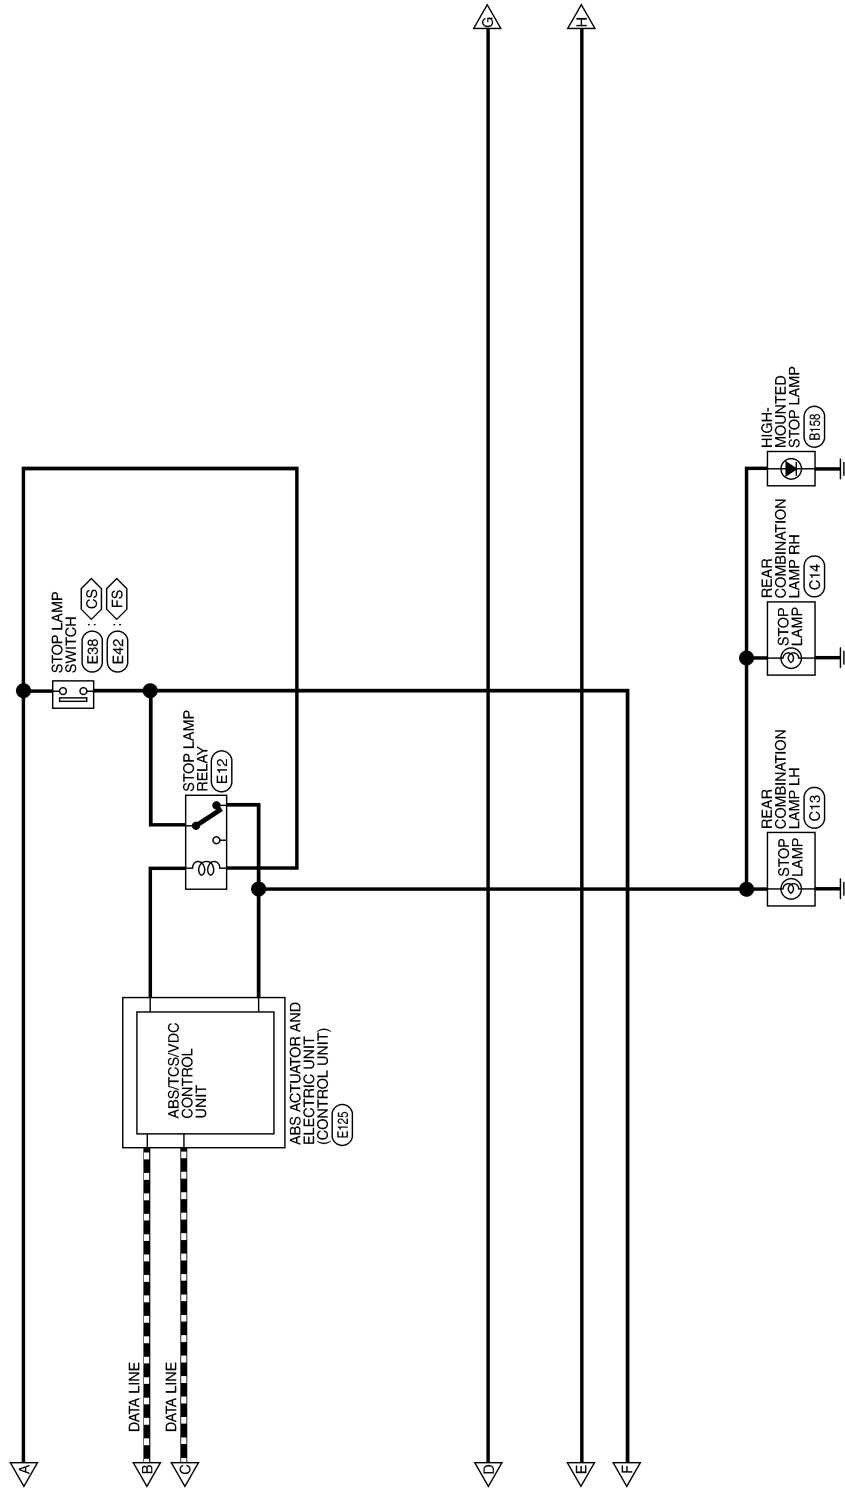 A
B
C
D
E
F
G
H
DATA LINE
DATA LINE
ABS/TCS/VDC
CONTROL
UNIT
ABS ACTUATOR AND
ELECTRIC UNIT
(CONTROL UNIT)
E125
STOP LAMP
RELAY
E12
STOP LAMP
SWITCH
E38 : CS
E42 : FS
STOP
LAMP
REAR
COMBINATION
LAMP LH
C13
STOP
LAMP
REAR
COMBINATION
LAMP RH
C14
HIGH-
MOUNTED
STOP LAMP
B158